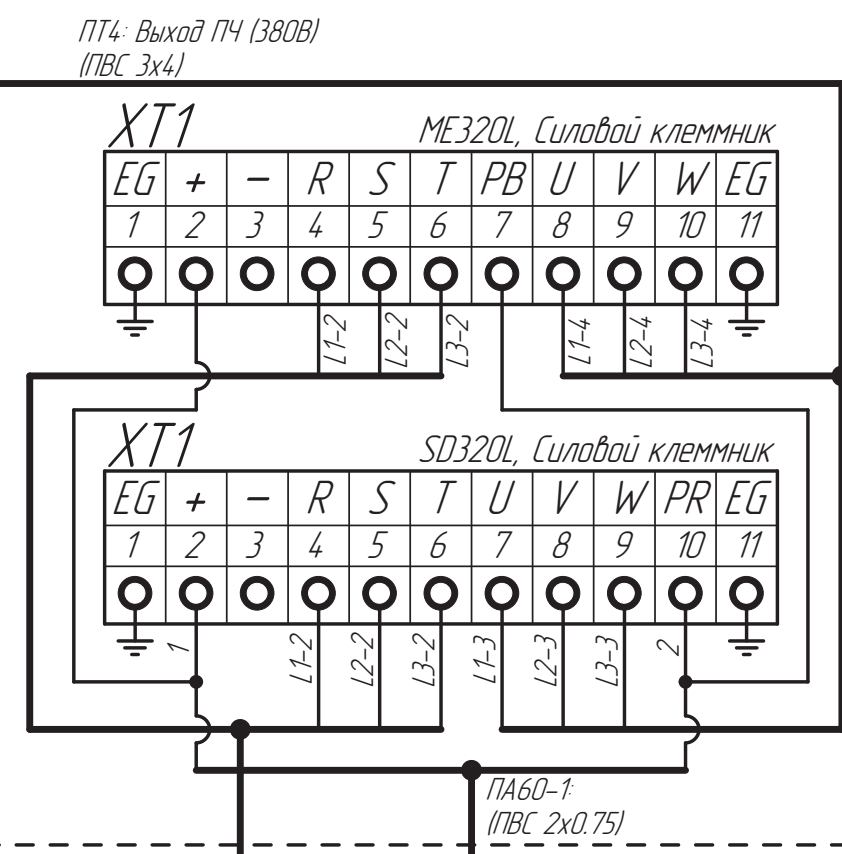 ПТ4: Выход ПЧ (380В)
(ПВС 3х4)
XT1
ME320L, Силовой клеммник
EG + − R S T PB U V W EG
1 2 3 4 5 6 7 8 9 10 11
L1-2 L2-2 L3-2 L1-4 L2-4 L3-4
XT1
SD320L, Силовой клеммник
EG + − R S T U V W PR EG
1 2 3 4 5 6 7 8 9 10 11
1 L1-2 L2-2 L3-2 L1-3 L2-3 L3-3 2
ПА60-1:
(ПВС 2х0.75)